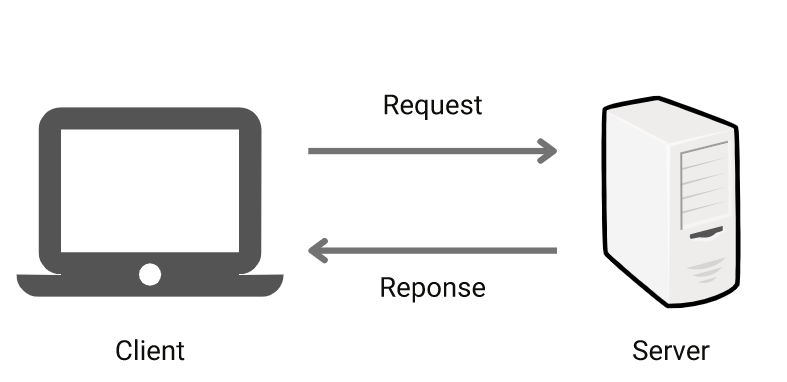 Request
Reponse
Client
Server